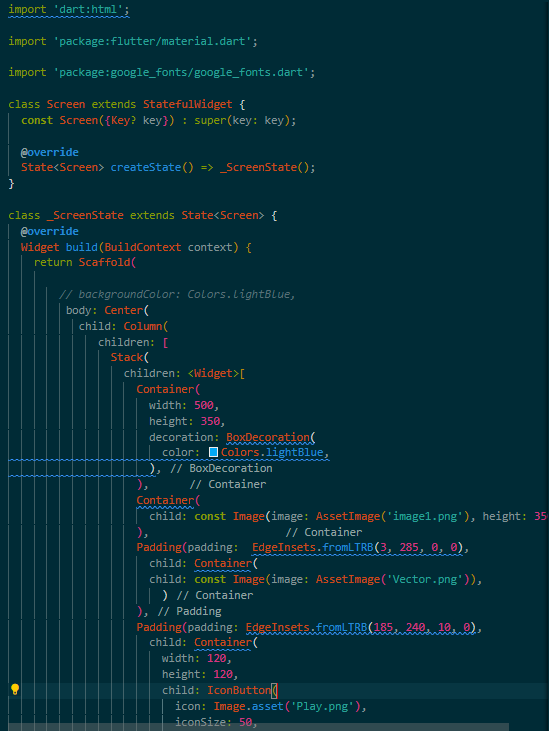 import 'dart:html';
import 'package:flutter/material.dart';
import 'package:google_fonts/google_fonts.dart';
class Screen extends StatefulWidget {
  const Screen({Key? key}) : super(key: key);
  @override
  State<Screen> createState() => _ScreenState();
}
class _ScreenState extends State<Screen> {
  @override
  Widget build(BuildContext context) {
    return Scaffold(
        // backgroundColor: Colors.lightBlue,
         body: Center(
           child: Column(
              children: [
                Stack(
                  children: <Widget>[
                    Container(
                      width: 500,
                      height: 350,
                      decoration: BoxDecoration(
                        color: Colors.lightBlue,
                      ), // BoxDecoration
                    ),      // Container
                    Container(
                      child: const Image(image: AssetImage('image1.png'), height: 35
                    ),                     // Container
                    Padding(padding:  EdgeInsets.fromLTRB(3, 285, 0, 0),
                      child: Container(
                      child: const Image(image: AssetImage('Vector.png')),
                        ) // Container
                    ), // Padding
                    Padding(padding: EdgeInsets.fromLTRB(185, 240, 10, 0),
                      child: Container(
                        width: 120,
                        height: 120,
                        child: IconButton(
                          icon: Image.asset('Play.png'),
                          iconSize: 50,